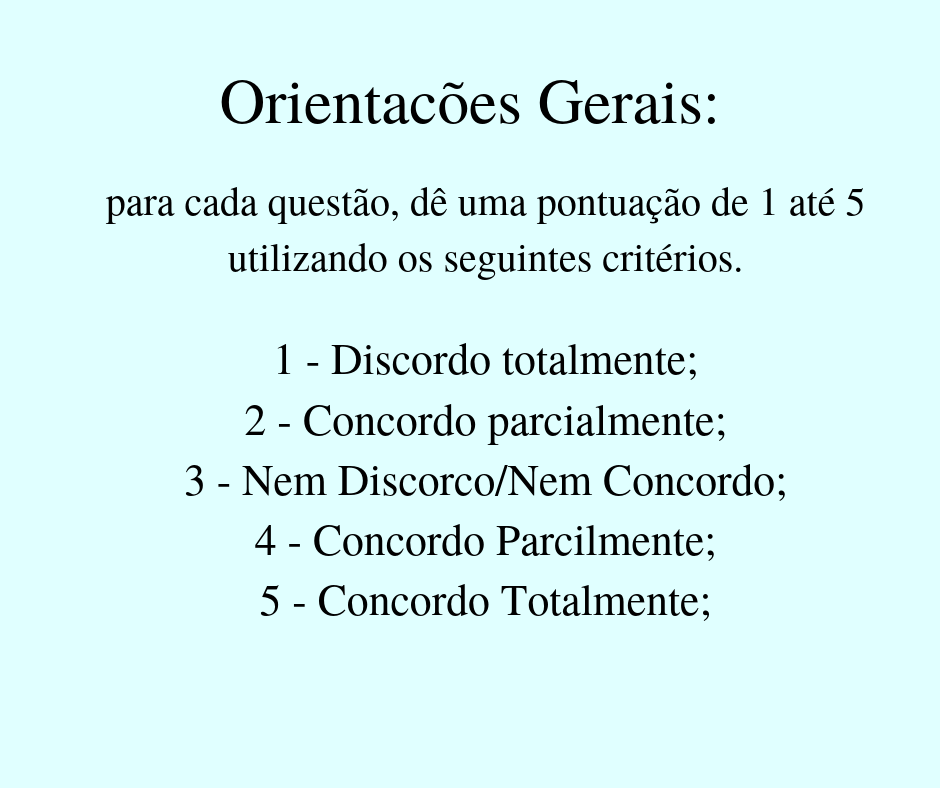 Orientacões Gerais:
para cada questão, dê uma pontuação de 1 até 5
utilizando os seguintes critérios.
1 - Discordo totalmente;
2 - Concordo parcialmente;
3 - Nem Discorco/Nem Concordo;
4 - Concordo Parcilmente;
5 - Concordo Totalmente;